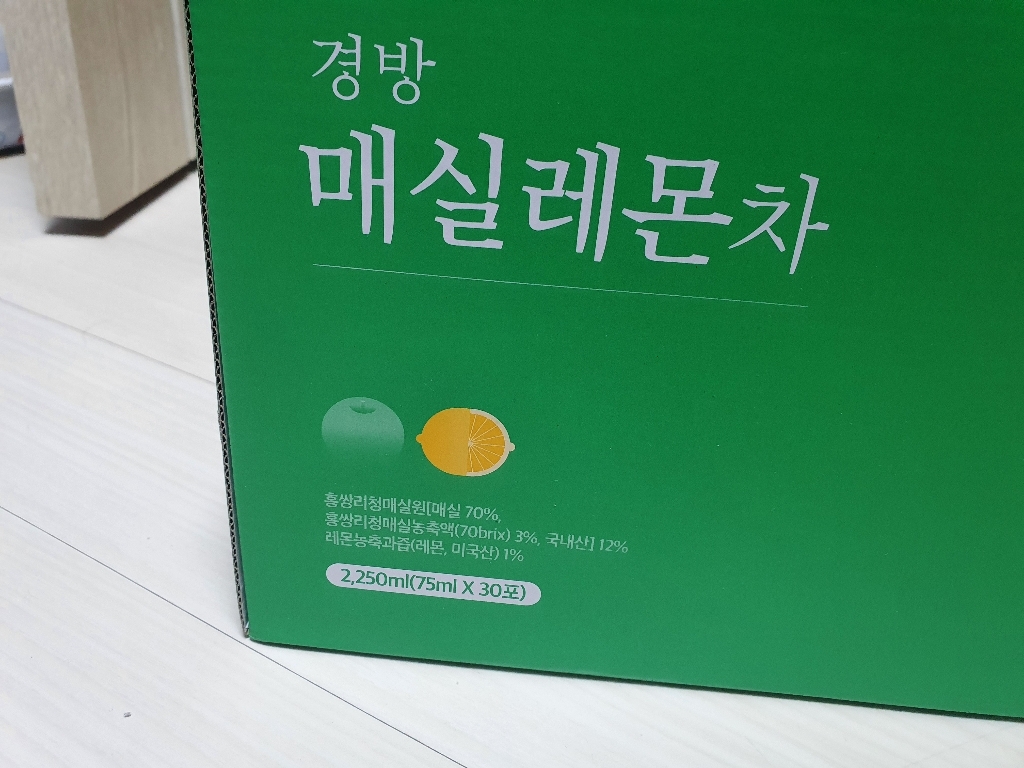 경방
매실레몬차
홍쌍리청매실원[매실 70%,
홍쌍리청매실농축액(70brix) 3%, 국내산] 12%
레몬농축과즙(레몬, 미국산) 1%
2,250ml(75ml X 30포)